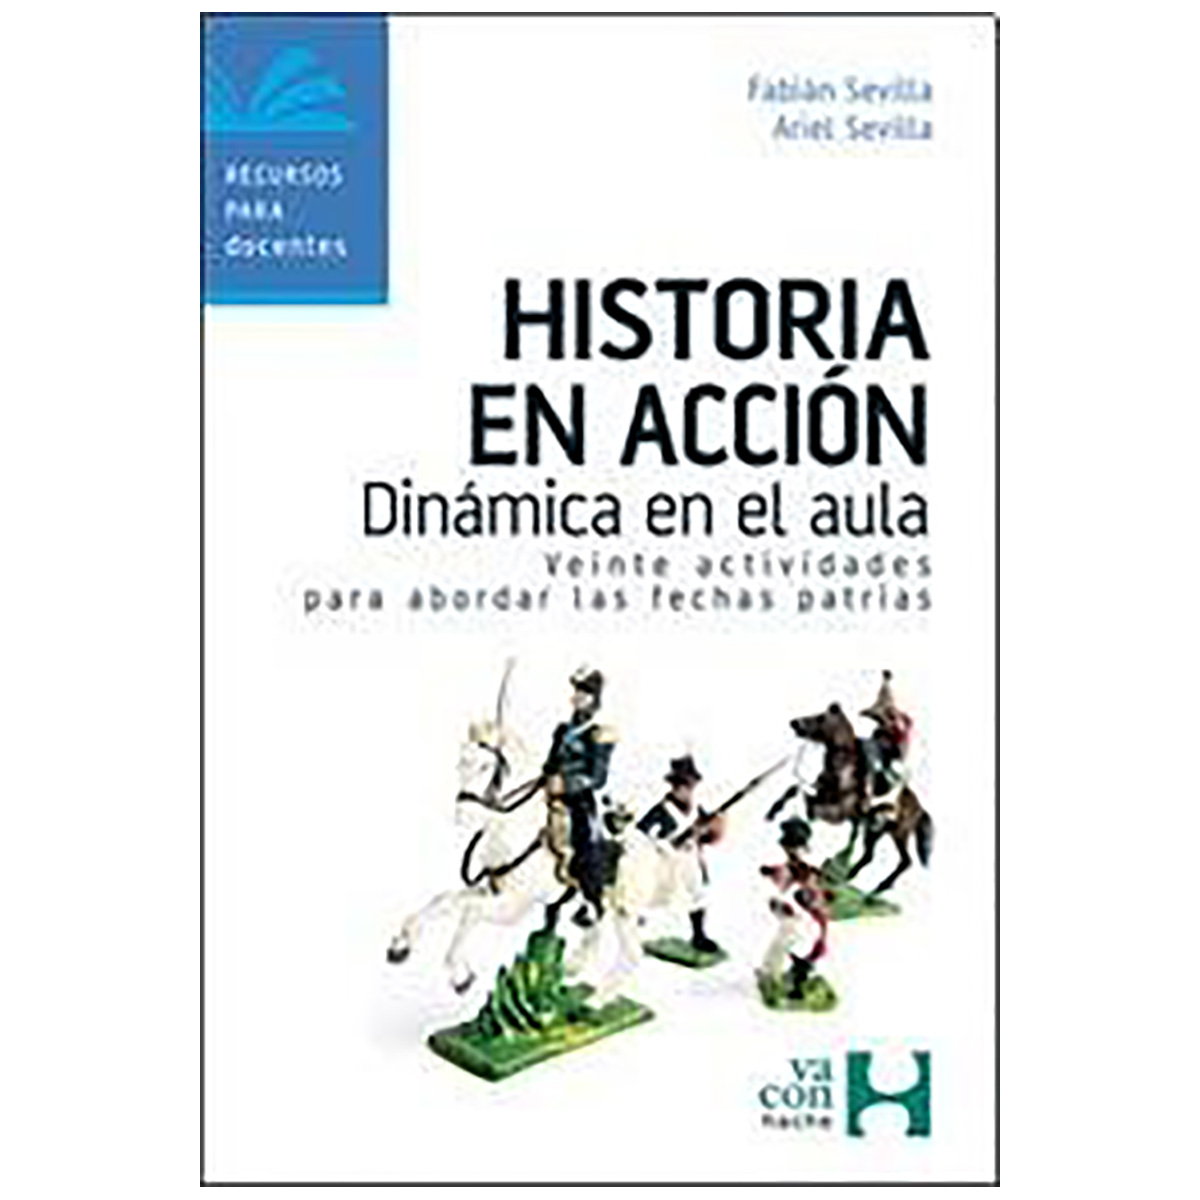 Fabián Sevilla
Ariel Sevilla
RECURSOS
PARA
docentes
HISTORIA
EN ACCIÓN
Dinámica en el aula
Veinte actividades
para abordar las fechas patrias
va
con
hache